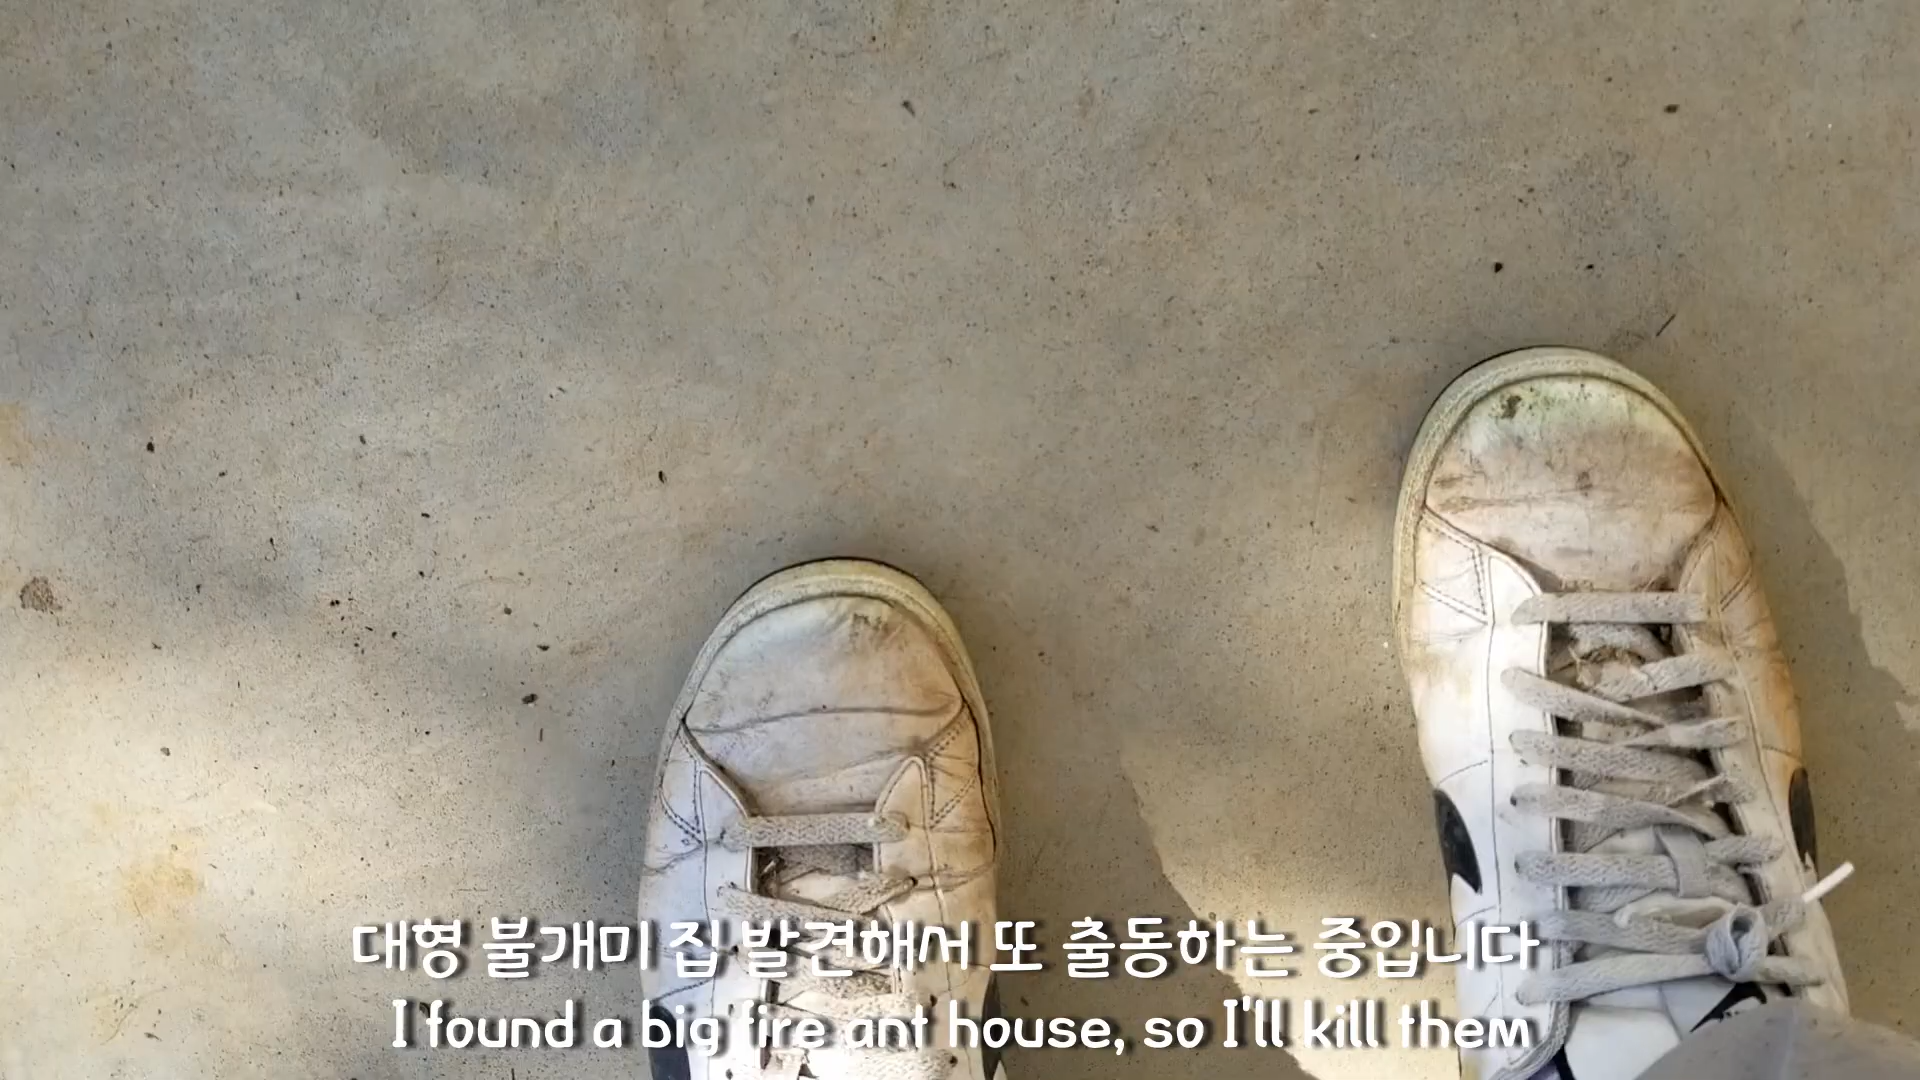 대형 불개미 집 발견해서 또 출동하는 중입니다
I found a big fire ant house, so I'll kill them